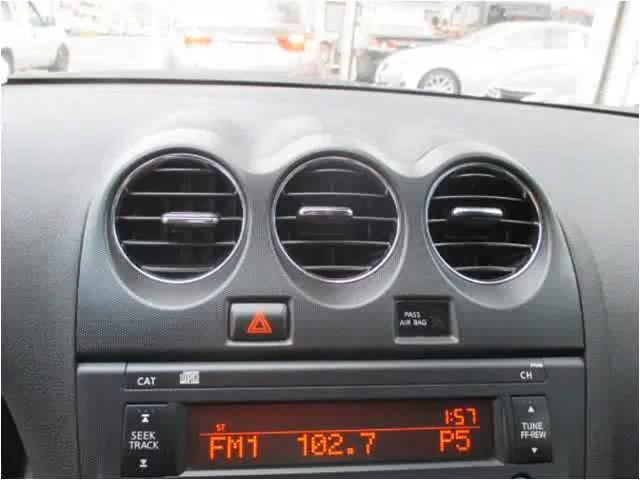 PASS
AIR BAG
CAT
CH
SEEK
TRACK
ST
1:57
FM1 102.7 P5
TUNE
FF·REW